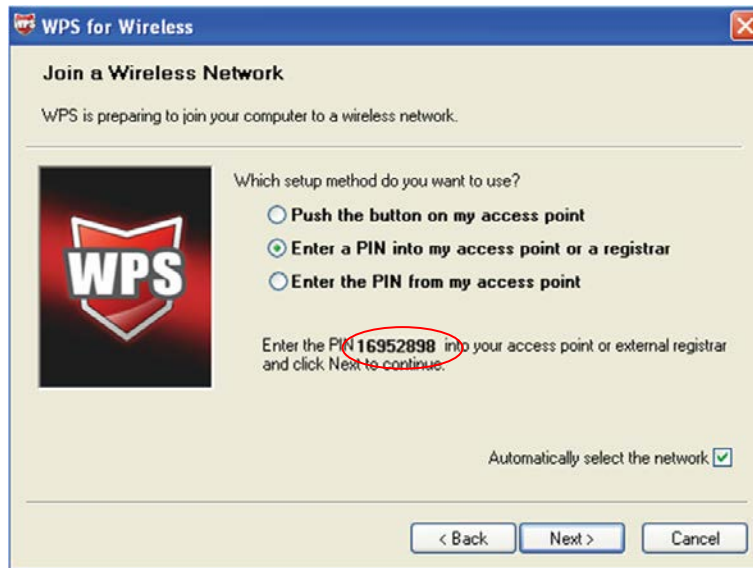 WPS for Wireless
Join a Wireless Network
WPS is preparing to join your computer to a wireless network.
WPS
Which setup method do you want to use?
Push the button on my access point
Enter a PIN into my access point or a registrar
Enter the PIN from my access point
Enter the PIN 16952898 into your access point or external registrar
and click Next to continue.
Automatically select the network
< Back
Next >
Cancel